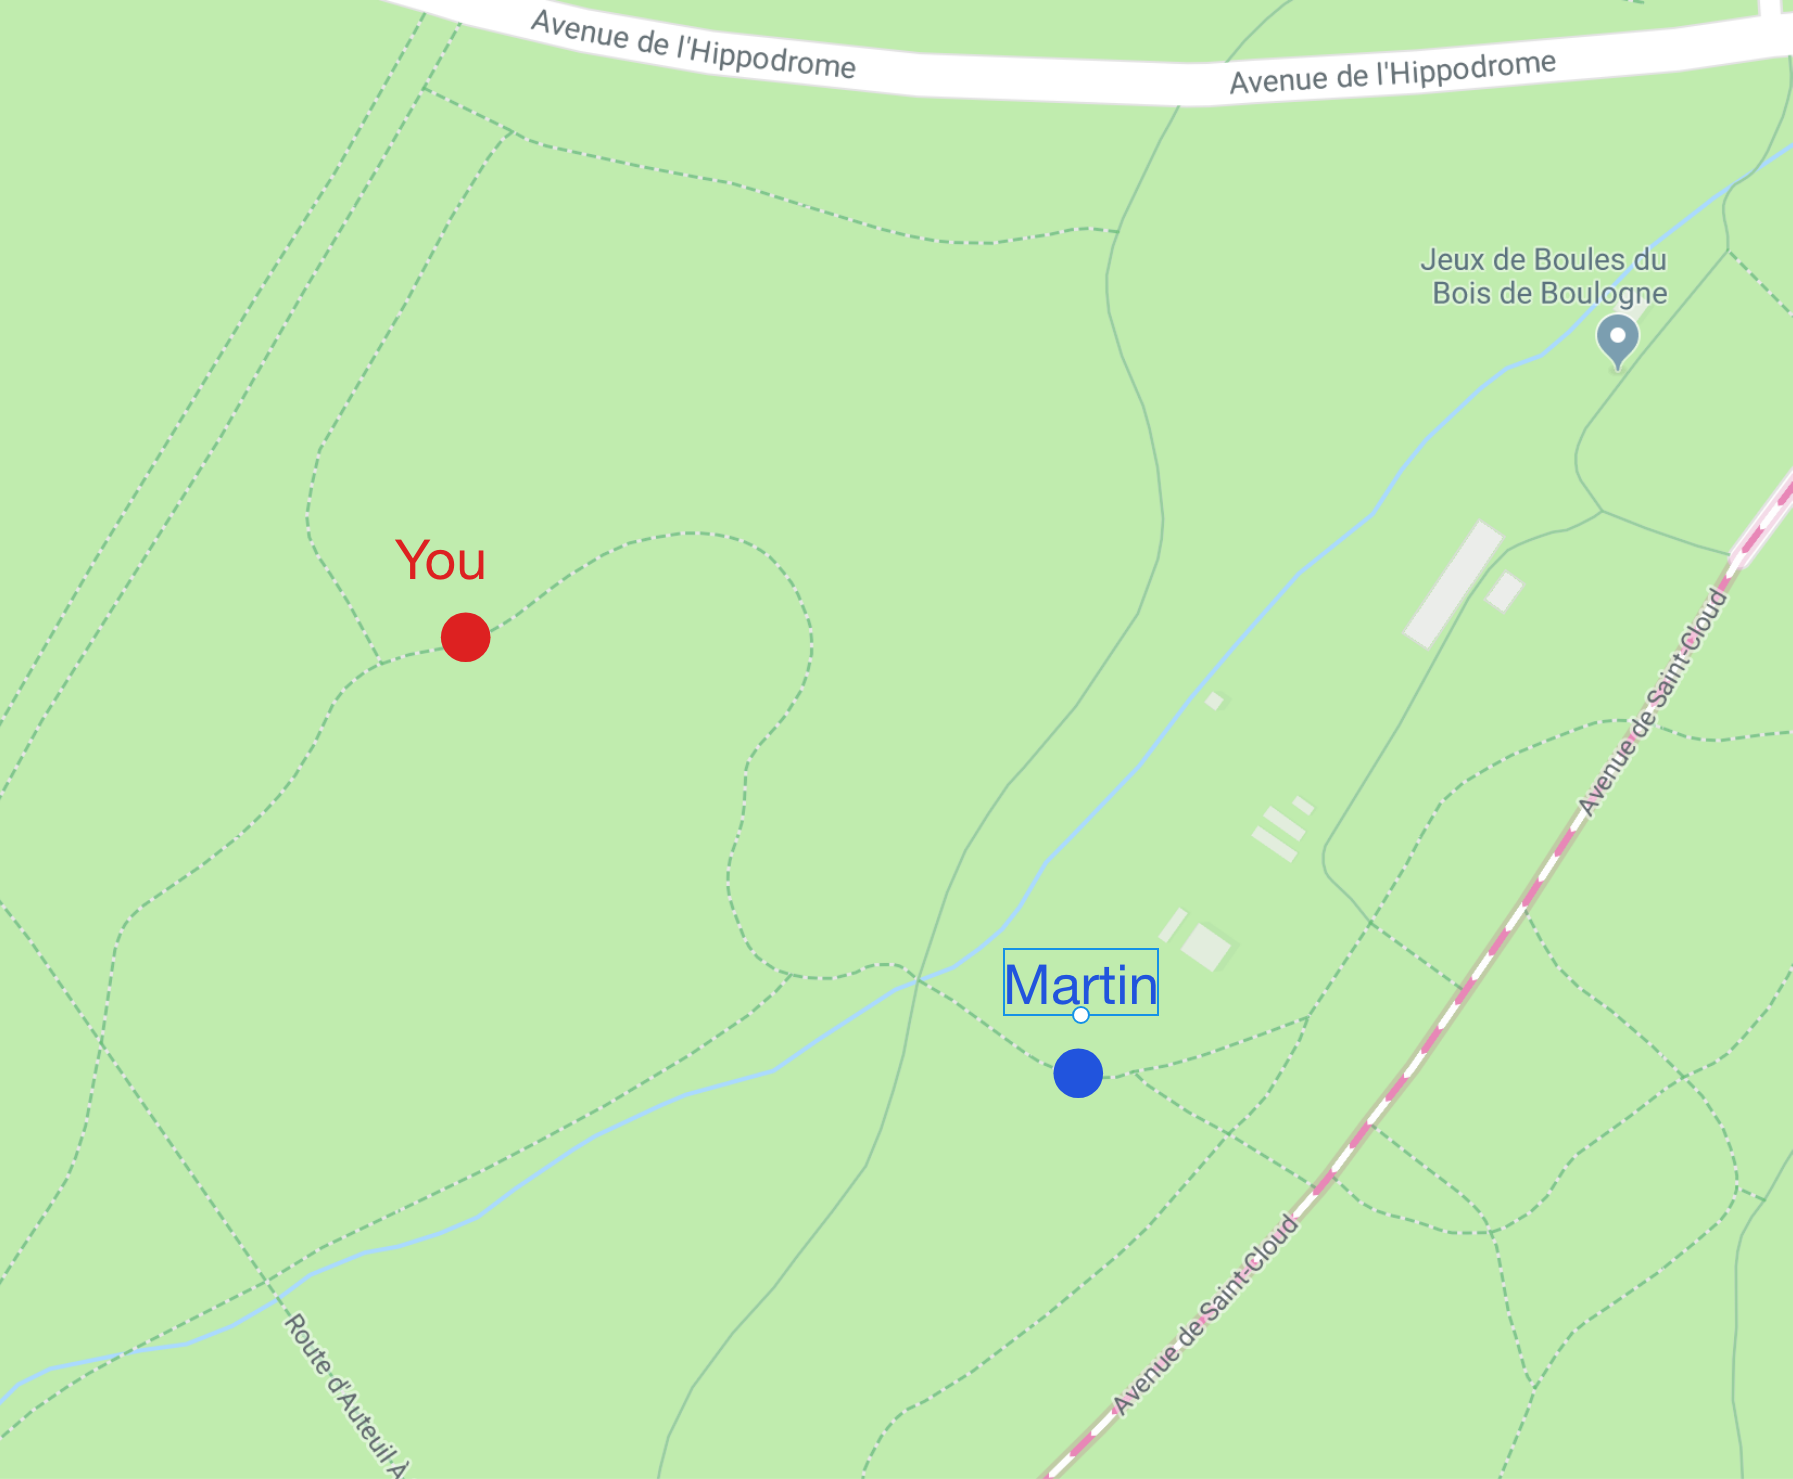 Avenue de l'Hippodrome
Avenue de l'Hippodrome
Jeux de Boules du
Bois de Boulogne
You
Avenue de Saint-Cloud
Martin
Avenue de Saint-Cloud
Route d'Auteuil À